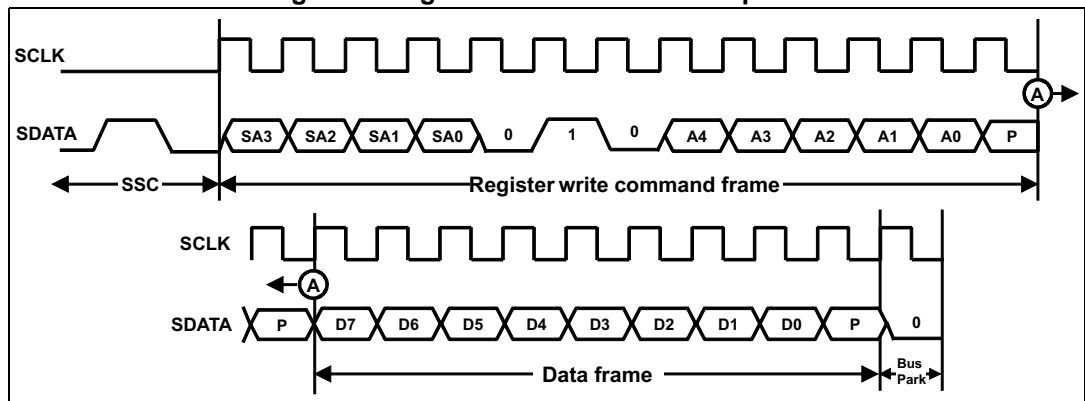 SCLK
A
SDATA SA3 SA2 SA1 SA0 0 1 0 A4 A3 A2 A1 A0 P
SSC Register write command frame
SCLK
A
SDATA P D7 D6 D5 D4 D3 D2 D1 D0 P 0
Data frame Bus
Park